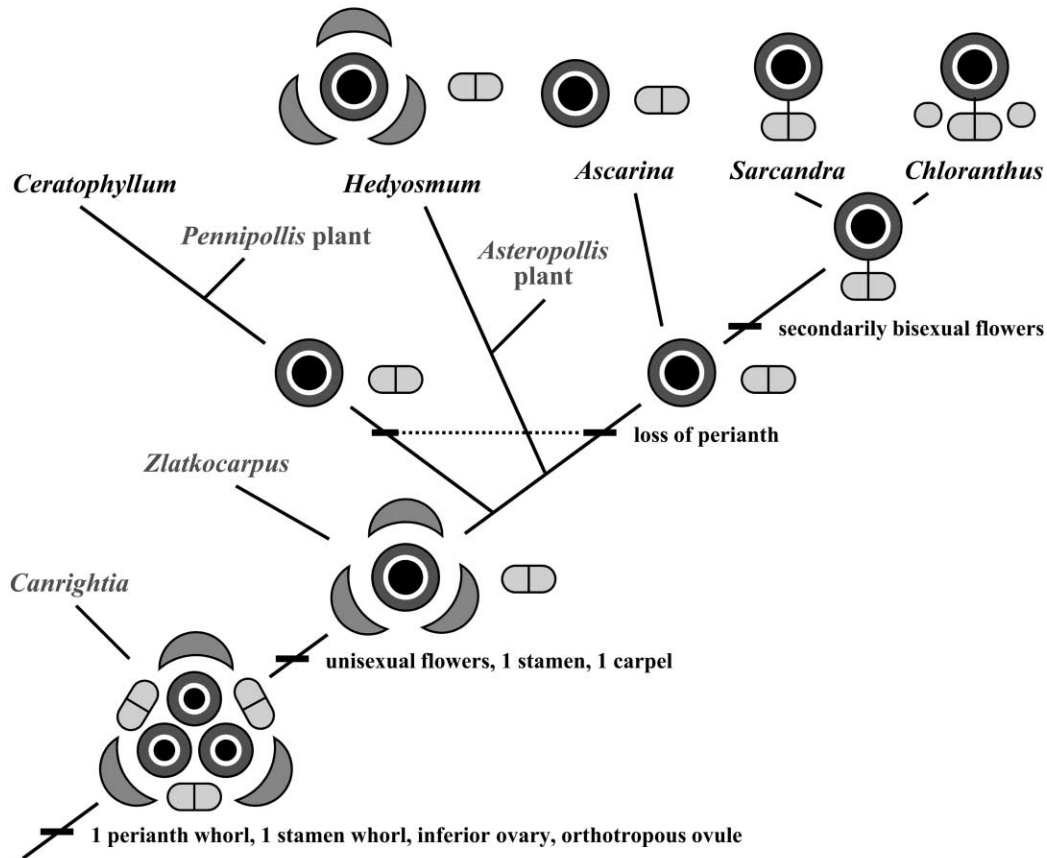 Ceratophyllum
Hedyosmum
Ascarina
Sarcandra
Chloranthus
Pennipollis plant
Asteropollis
plant
secondarily bisexual flowers
loss of perianth
Zlatkocarpus
Canrightia
unisexual flowers, 1 stamen, 1 carpel
1 perianth whorl, 1 stamen whorl, inferior ovary, orthotropous ovule